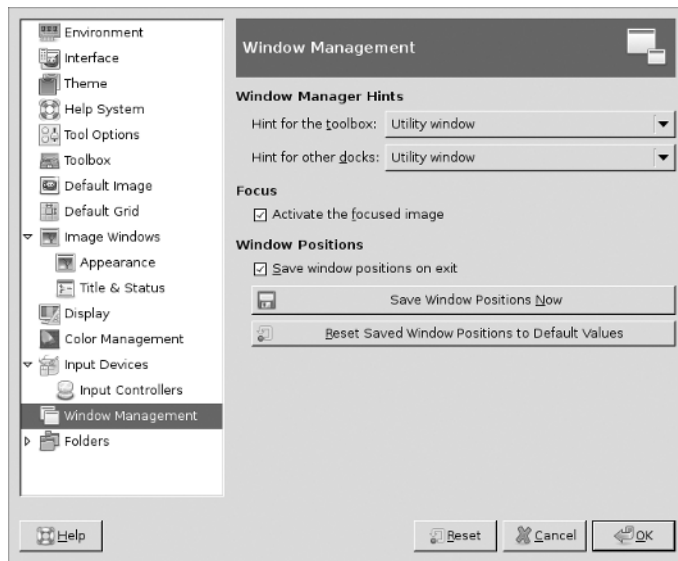 Environment
Interface
Theme
Help System
Tool Options
Toolbox
Default Image
Default Grid
Image Windows
Appearance
Title & Status
Display
Color Management
Input Devices
Input Controllers
Window Management
Folders
Window Management
Window Manager Hints
Hint for the toolbox: Utility window
Hint for other docks: Utility window
Focus
Activate the focused image
Window Positions
Save window positions on exit
Save Window Positions Now
Reset Saved Window Positions to Default Values
Help
Reset
Cancel
OK